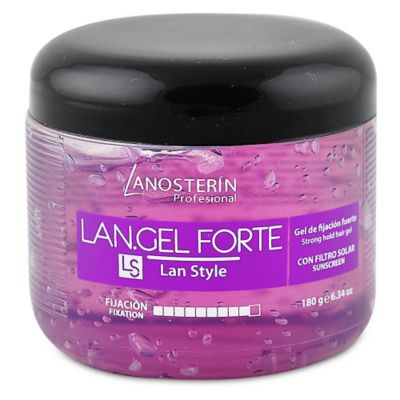 LANOSTERÍN
Profesional
LAN.GEL FORTE
LS
Lan Style
Gel de fijación fuerte
Strong hold hair gel
CON FILTRO SOLAR
SUNSCREEN
FIJACIÓN
FIXATION
180 g e 6.34 oz